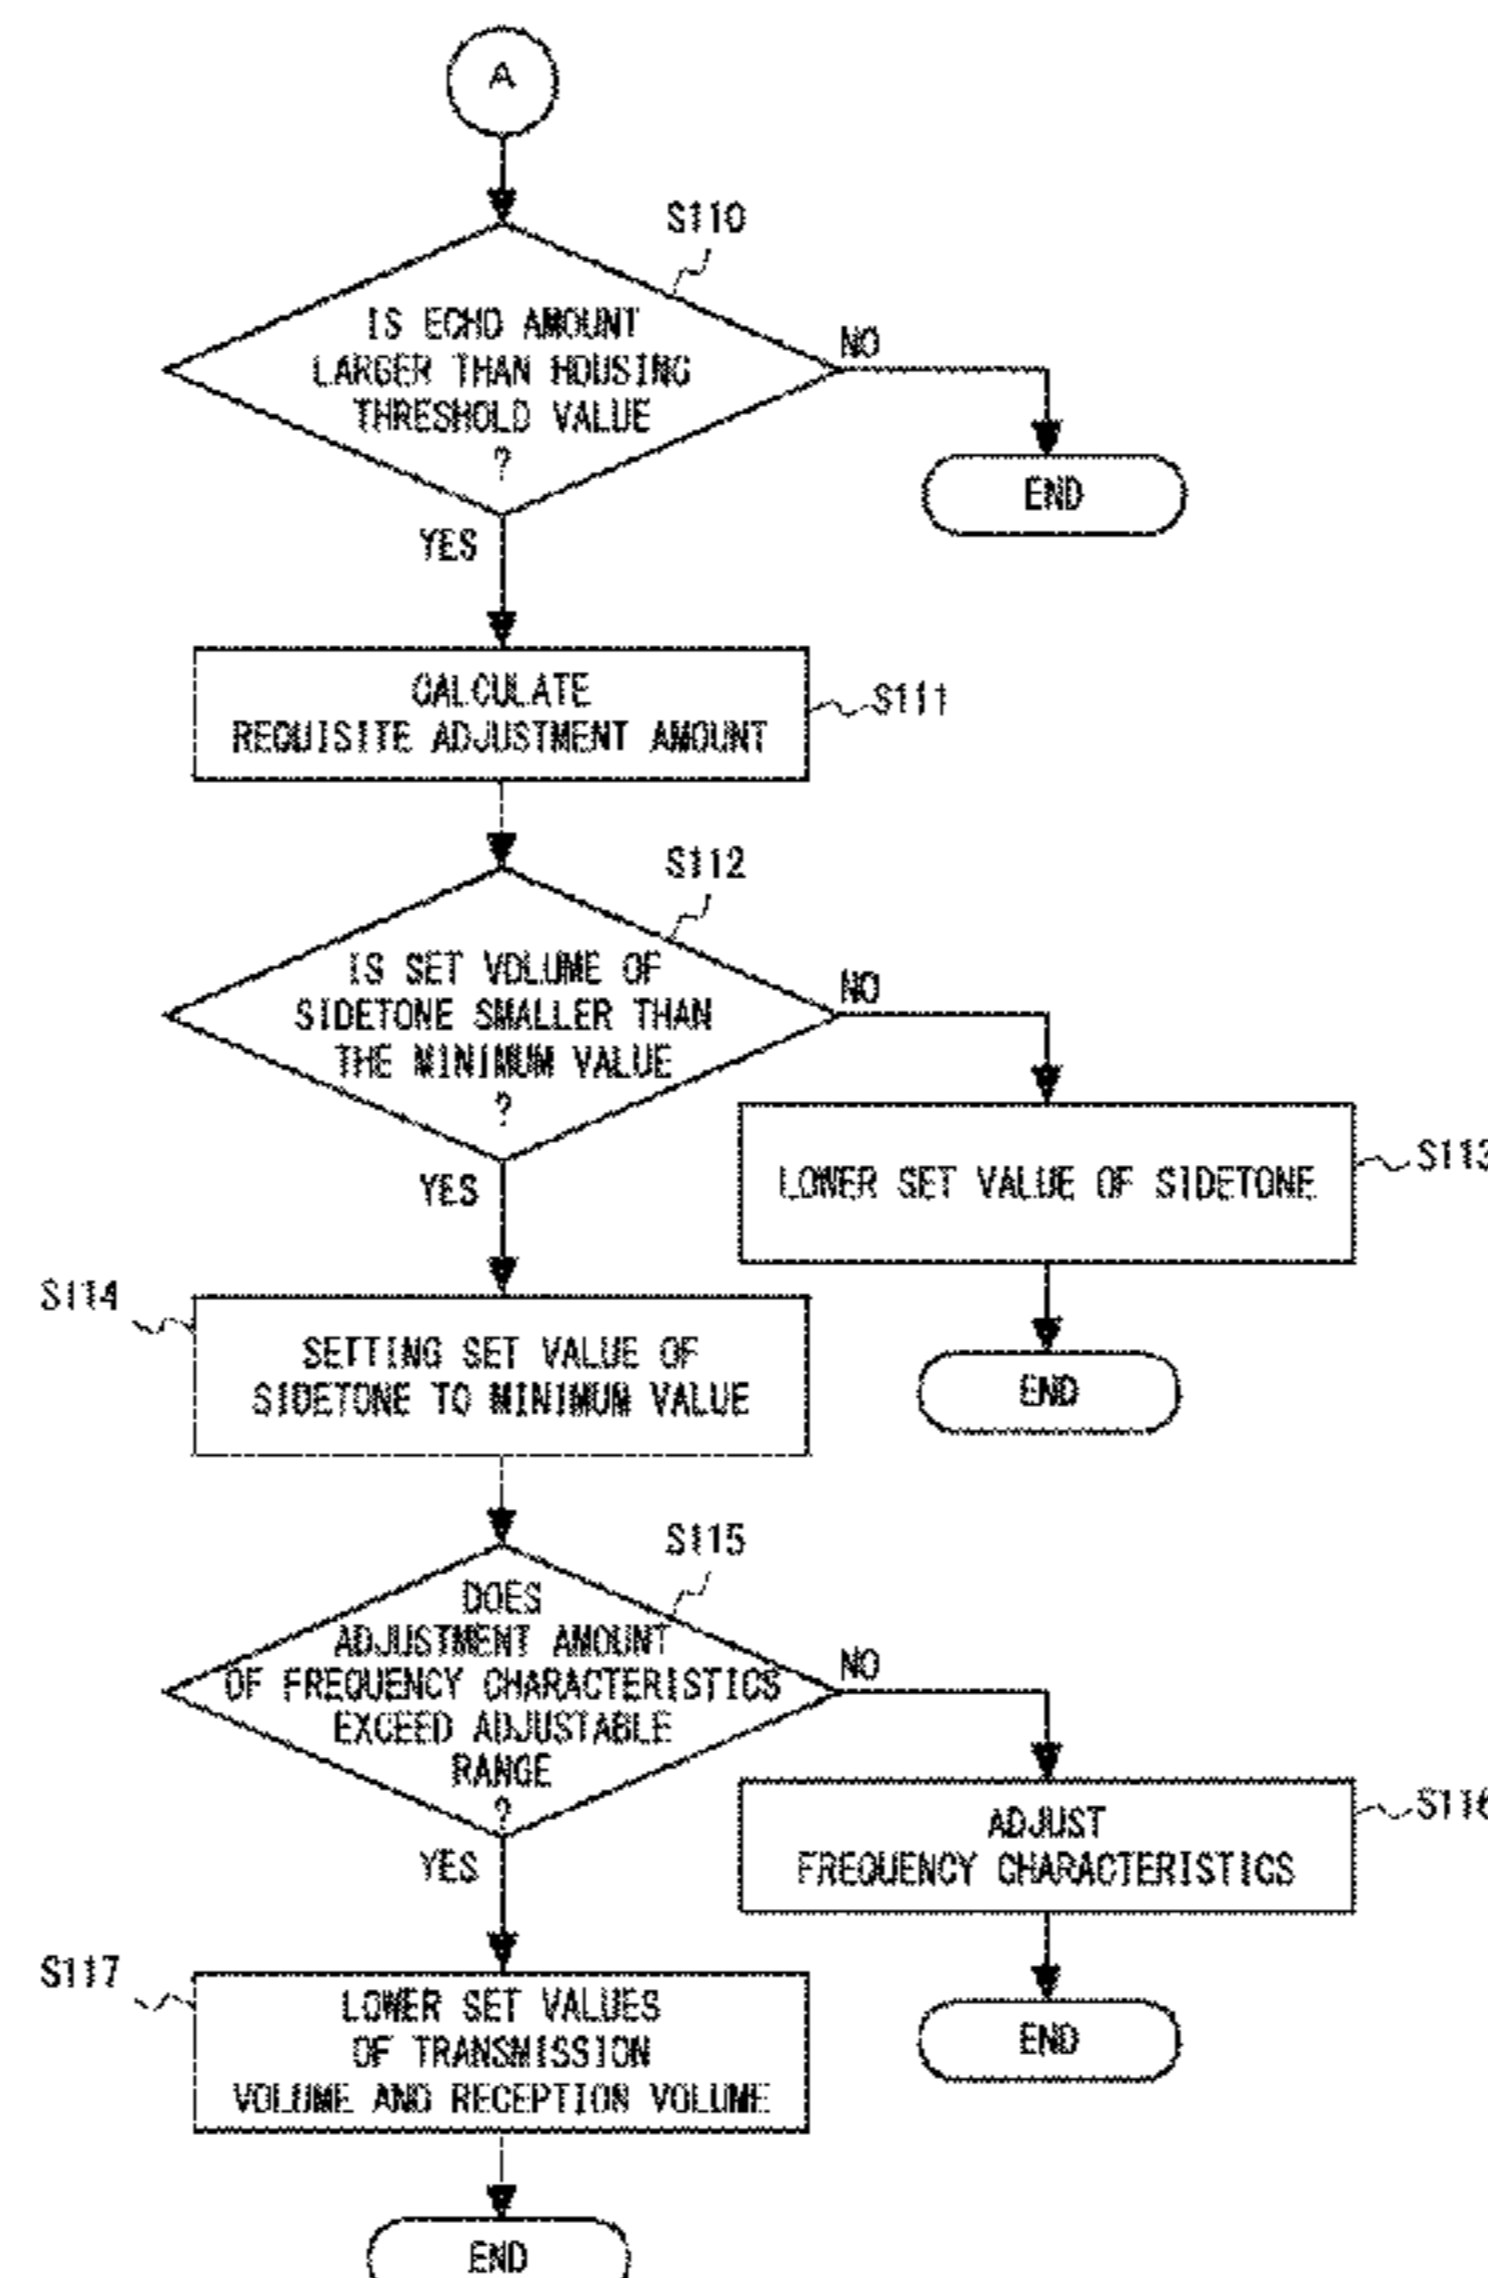 A
S110
IS ECHO AMOUNT
LARGER THAN HOUSING
THRESHOLD VALUE
?
NO
END
YES
CALCULATE
REQUISITE ADJUSTMENT AMOUNT
S111
S112
IS SET VOLUME OF
SIDETONE SMALLER THAN
THE MINIMUM VALUE
?
NO
YES
LOWER SET VALUE OF SIDETONE
S113
END
S114
SETTING SET VALUE OF
SIDETONE TO MINIMUM VALUE
S115
DOES
ADJUSTMENT AMOUNT
OF FREQUENCY CHARACTERISTICS
EXCEED ADJUSTABLE
RANGE
?
NO
YES
ADJUST
FREQUENCY CHARACTERISTICS
S116
END
S117
LOWER SET VALUES
OF TRANSMISSION
VOLUME AND RECEPTION VOLUME
END